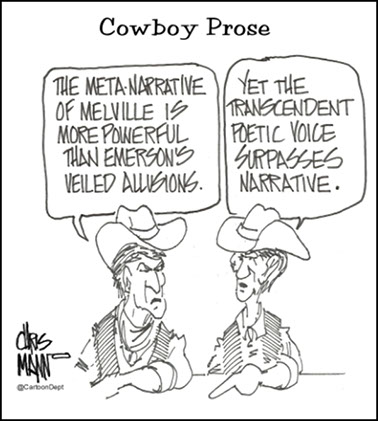 Cowboy Prose
THE META-NARRATIVE
OF MELVILLE IS
MORE POWERFUL
THAN EMERSON'S
VEILED ALLUSIONS.
YET THE
TRANSCENDENT
POETIC VOICE
SURPASSES
NARRATIVE.
CHRIS
MANN
@CartoonDept